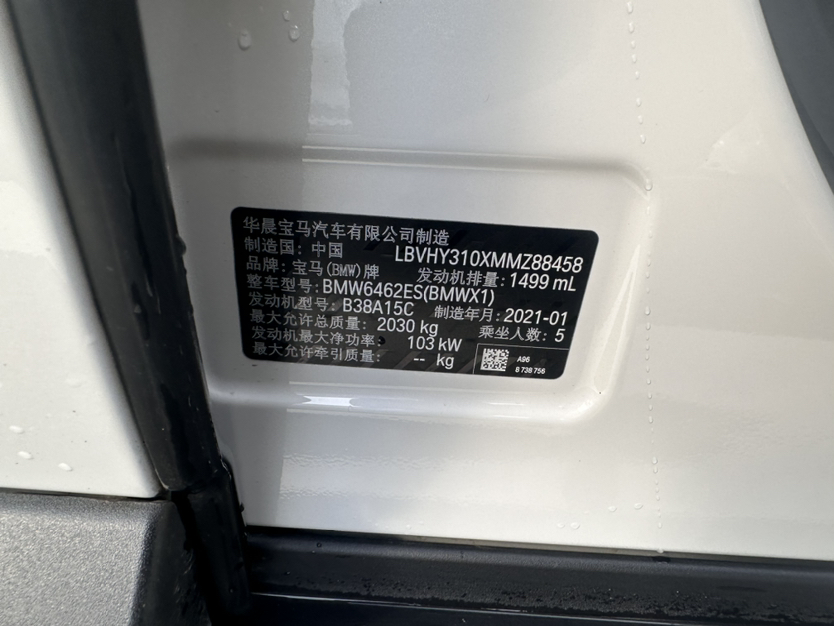 华晨宝马汽车有限公司制造
制造国: 中国 LBVHY310XMMZ88458
品牌: 宝马(BMW)牌 发动机排量: 1499 mL
整车型号: BMW6462ES(BMWX1)
发动机型号: B38A15C 制造年月: 2021-01
最大允许总质量: 2030 kg 乘坐人数: 5
发动机最大净功率: 103 kW
最大允许牵引质量: -- kg
A96
8 738 756